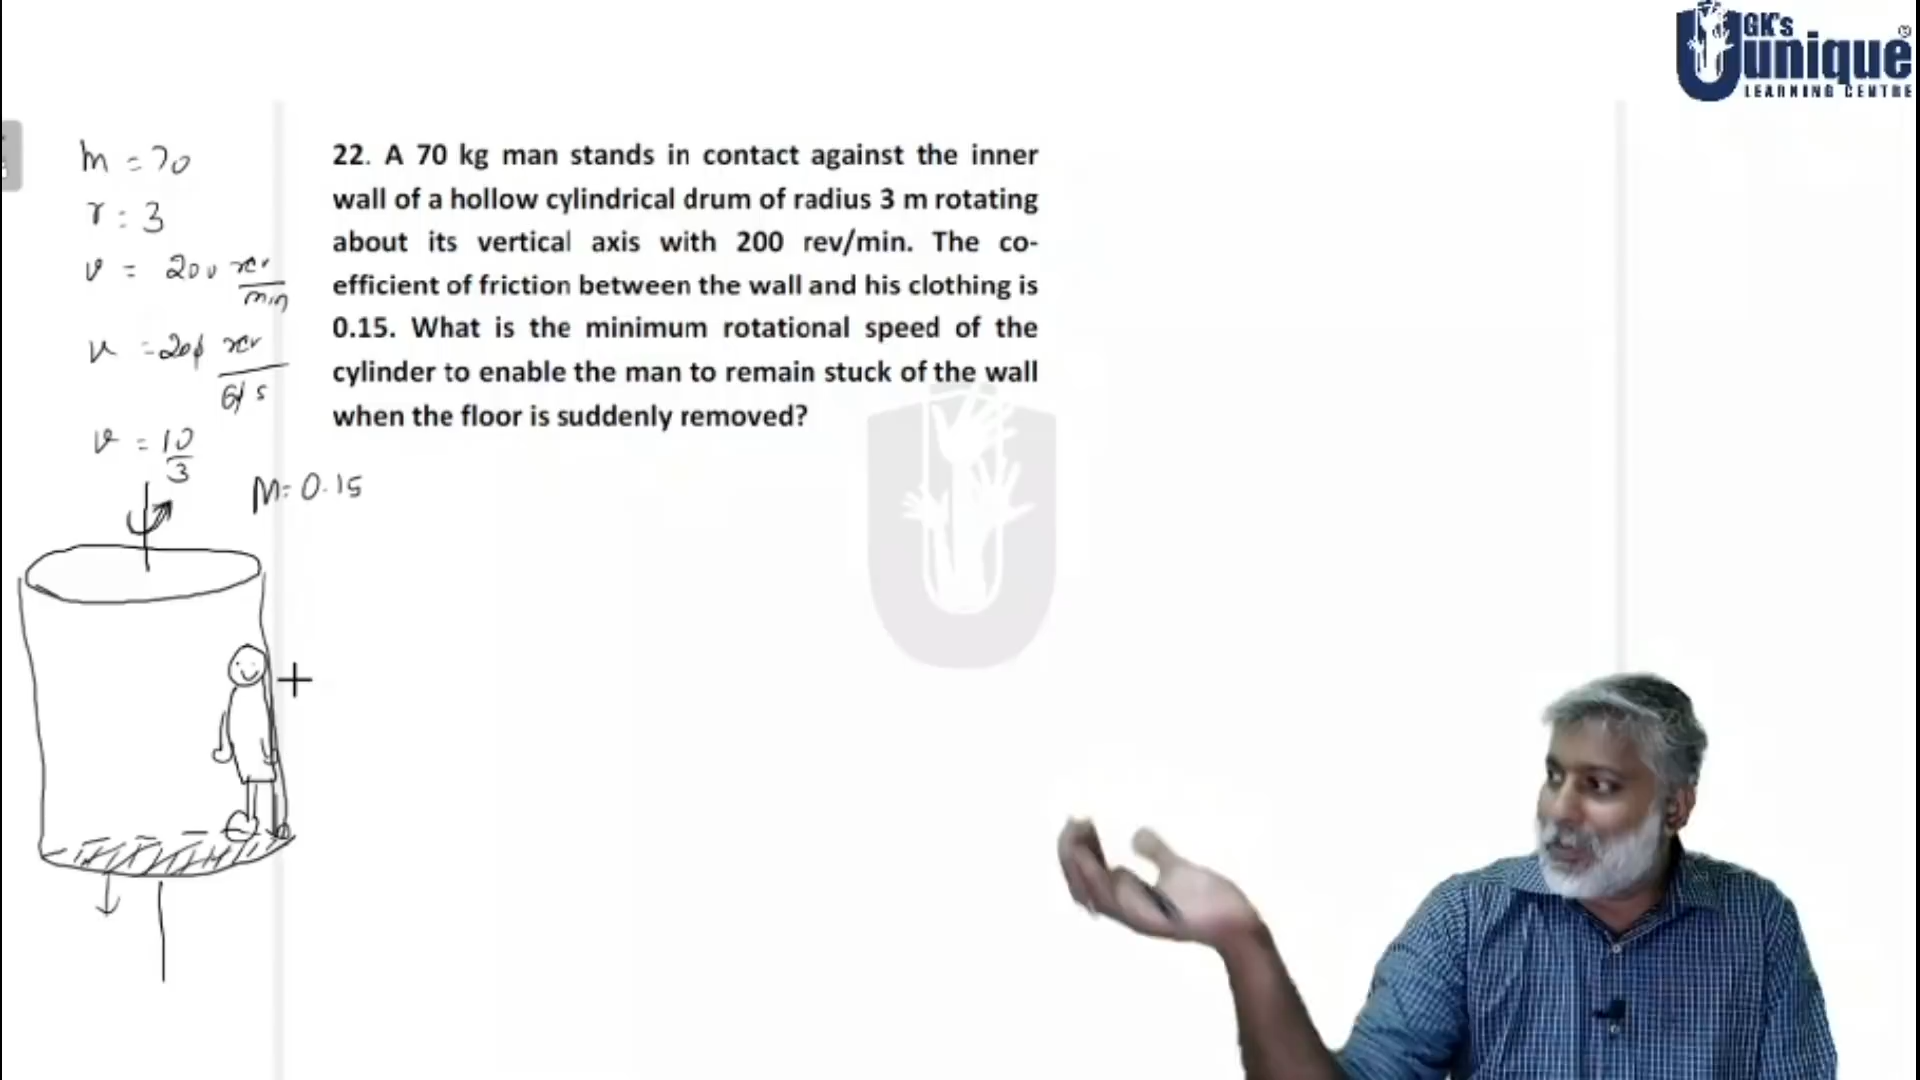 GK's
unique
LEARNING CENTRE
m = 70
r : 3
ν = 200 rev/min
ν = 200 rev/60 s
ν = 10/3
μ = 0.15
22. A 70 kg man stands in contact against the inner
wall of a hollow cylindrical drum of radius 3 m rotating
about its vertical axis with 200 rev/min. The co-
efficient of friction between the wall and his clothing is
0.15. What is the minimum rotational speed of the
cylinder to enable the man to remain stuck of the wall
when the floor is suddenly removed?